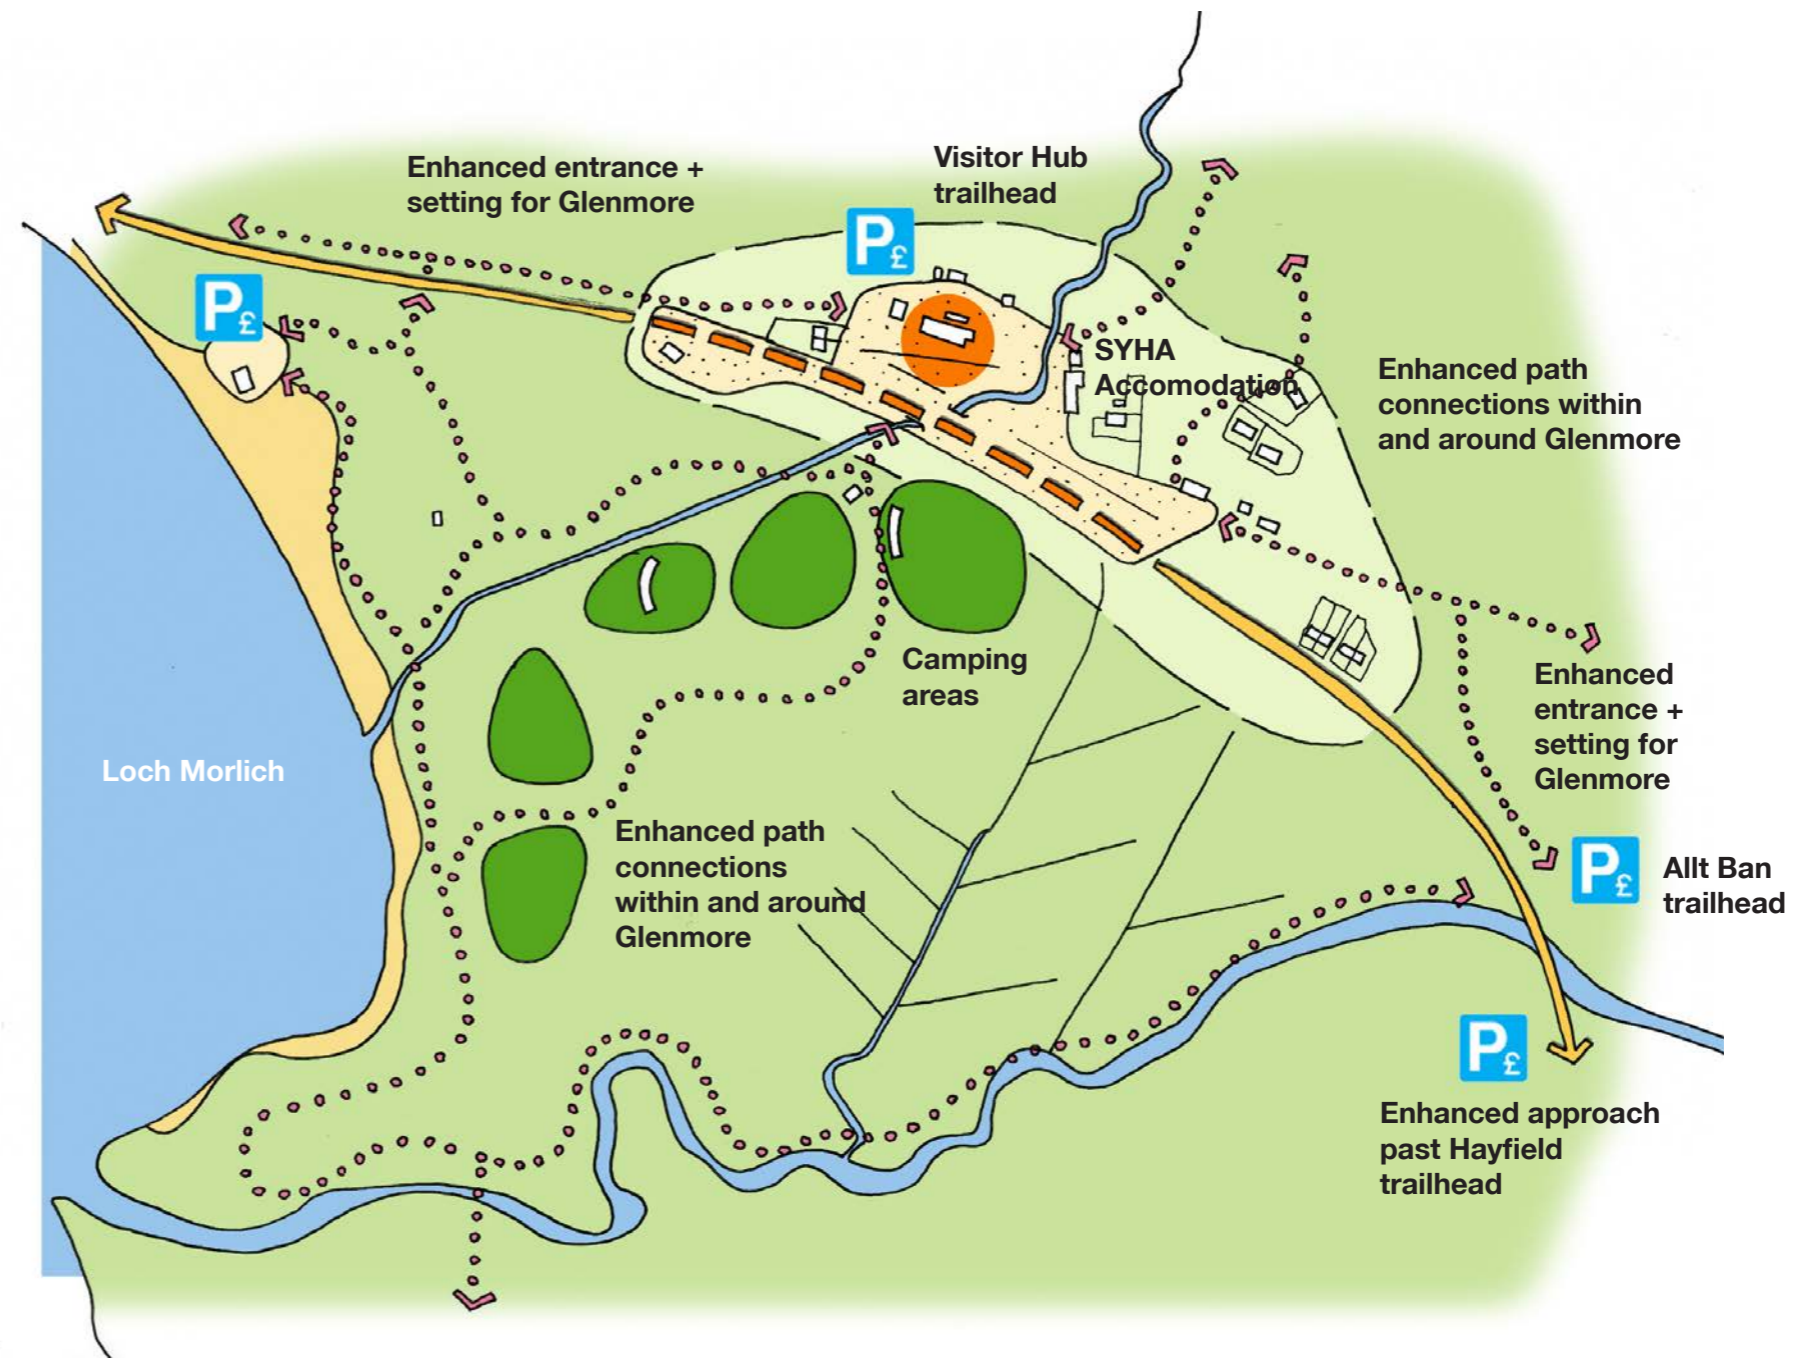 Enhanced entrance +
setting for Glenmore
Visitor Hub
trailhead
P£
P£
SYHA
Accomodation
Enhanced path
connections within
and around Glenmore
Camping
areas
Enhanced
entrance +
setting for
Glenmore
Loch Morlich
Enhanced path
connections
within and around
Glenmore
P£
Allt Ban
trailhead
P£
Enhanced approach
past Hayfield
trailhead